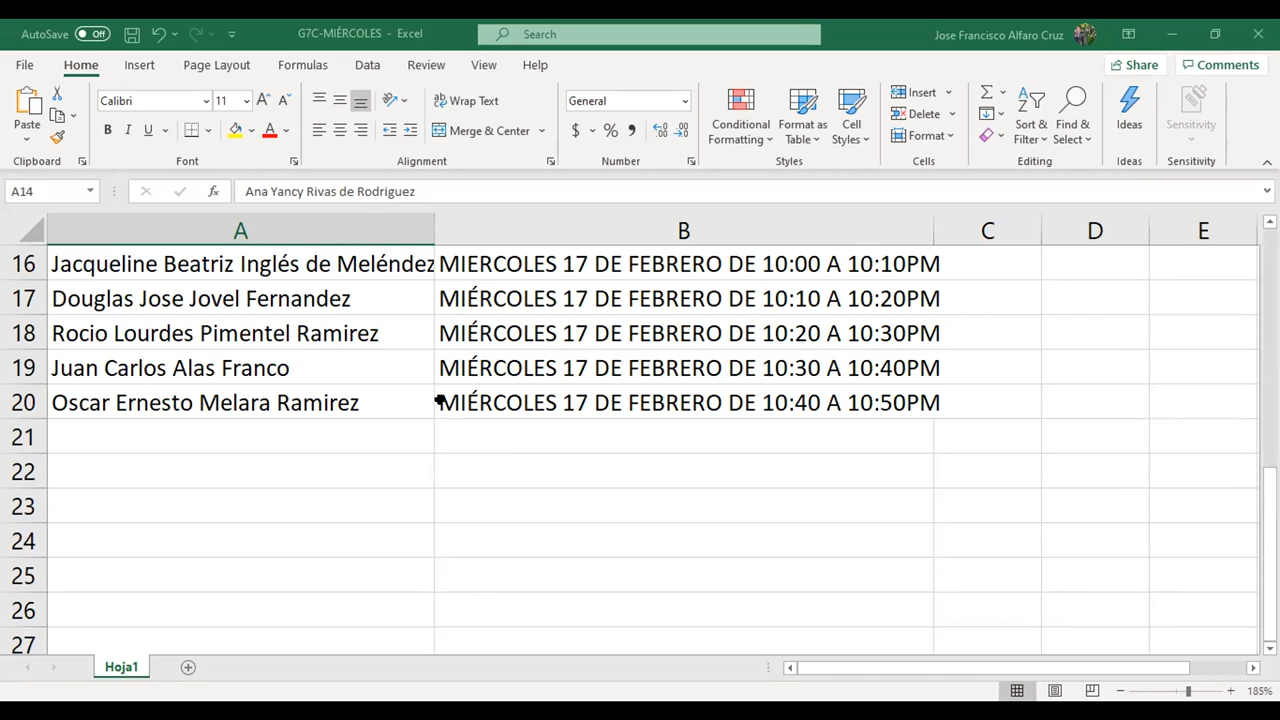 AutoSave Off G7C-MIÉRCOLES - Excel Search Jose Francisco Alfaro Cruz
File Home Insert Page Layout Formulas Data Review View Help Share Comments
Paste
Clipboard
Calibri 11
B I U A
Font
Wrap Text
Merge & Center
Alignment
General
$ % ,
Number
Conditional Formatting
Format as Table
Cell Styles
Styles
Insert
Delete
Format
Cells
Sort & Filter
Find & Select
Editing
Ideas
Ideas
Sensitivity
Sensitivity
A14 fx Ana Yancy Rivas de Rodriguez
A B C D E
16 Jacqueline Beatriz Inglés de Meléndez MIERCOLES 17 DE FEBRERO DE 10:00 A 10:10PM
17 Douglas Jose Jovel Fernandez MIÉRCOLES 17 DE FEBRERO DE 10:10 A 10:20PM
18 Rocio Lourdes Pimentel Ramirez MIÉRCOLES 17 DE FEBRERO DE 10:20 A 10:30PM
19 Juan Carlos Alas Franco MIÉRCOLES 17 DE FEBRERO DE 10:30 A 10:40PM
20 Oscar Ernesto Melara Ramirez MIÉRCOLES 17 DE FEBRERO DE 10:40 A 10:50PM
21
22
23
24
25
26
27
Hoja1
185%